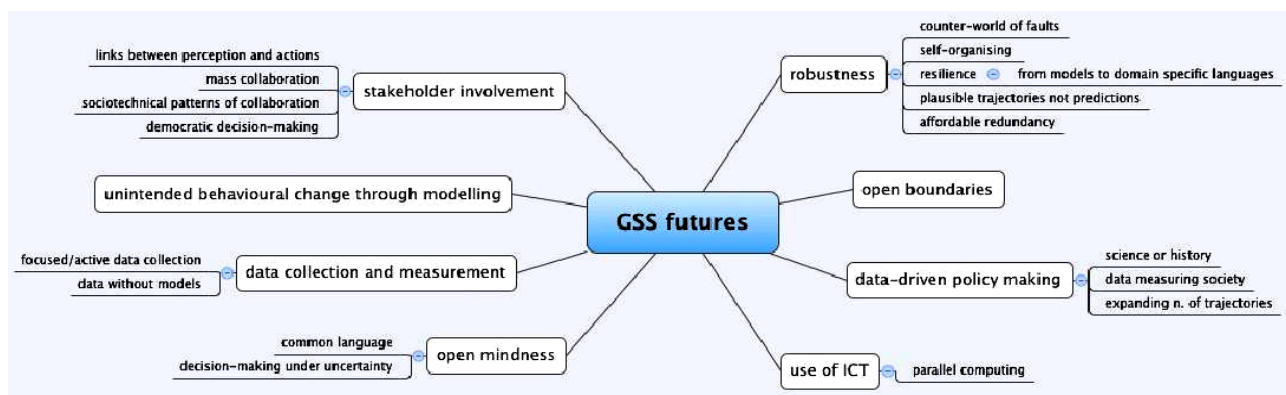 links between perception and actions
mass collaboration
sociotechnical patterns of collaboration
democratic decision-making
stakeholder involvement
unintended behavioural change through modelling
focused/active data collection
data without models
data collection and measurement
common language
decision-making under uncertainty
open mindness
GSS futures
robustness
counter-world of faults
self-organising
resilience
from models to domain specific languages
plausible trajectories not predictions
affordable redundancy
open boundaries
data-driven policy making
science or history
data measuring society
expanding n. of trajectories
use of ICT
parallel computing